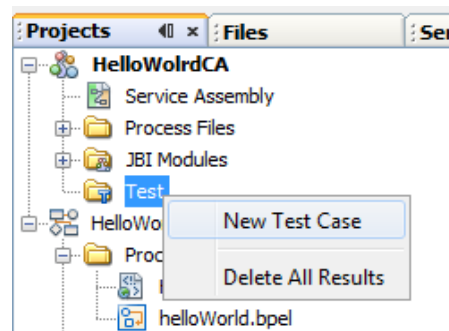 Projects
Files
Ser
HelloWolrdCA
Service Assembly
Process Files
JBI Modules
Test
HelloWo
New Test Case
Proc
Delete All Results
helloWorld.bpel